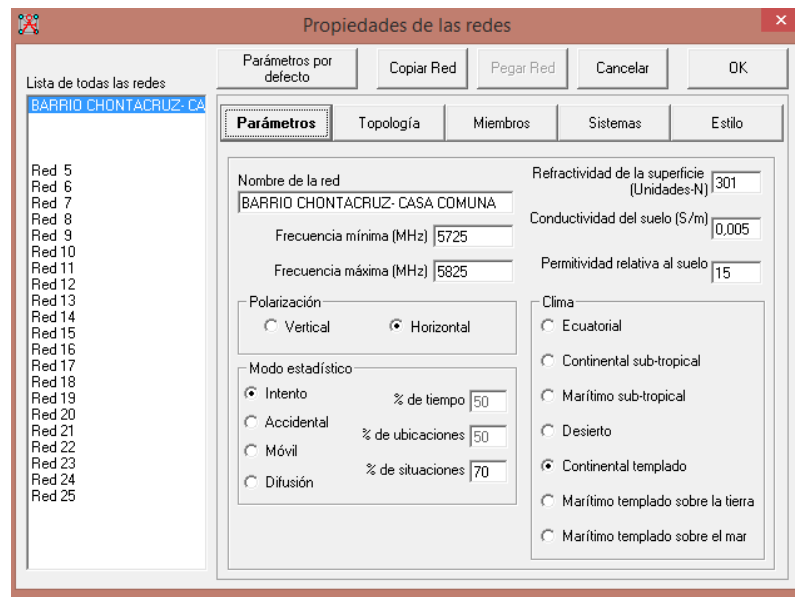 Propiedades de las redes
Lista de todas las redes
BARRIO CHONTACRUZ- CA
Red 5
Red 6
Red 7
Red 8
Red 9
Red 10
Red 11
Red 12
Red 13
Red 14
Red 15
Red 16
Red 17
Red 18
Red 19
Red 20
Red 21
Red 22
Red 23
Red 24
Red 25
Parámetros por
defecto
Copiar Red
Pegar Red
Cancelar
OK
Parámetros
Topología
Miembros
Sistemas
Estilo
Nombre de la red
BARRIO CHONTACRUZ- CASA COMUNA
Frecuencia mínima (MHz) 5725
Frecuencia máxima (MHz) 5825
Polarización
Vertical
Horizontal
Modo estadístico
Intento
Accidental
Móvil
Difusión
% de tiempo 50
% de ubicaciones 50
% de situaciones 70
Refractividad de la superficie
(Unidades-N) 301
Conductividad del suelo (S/m) 0,005
Permitividad relativa al suelo 15
Clima
Ecuatorial
Continental sub-tropical
Marítimo sub-tropical
Desierto
Continental templado
Marítimo templado sobre la tierra
Marítimo templado sobre el mar